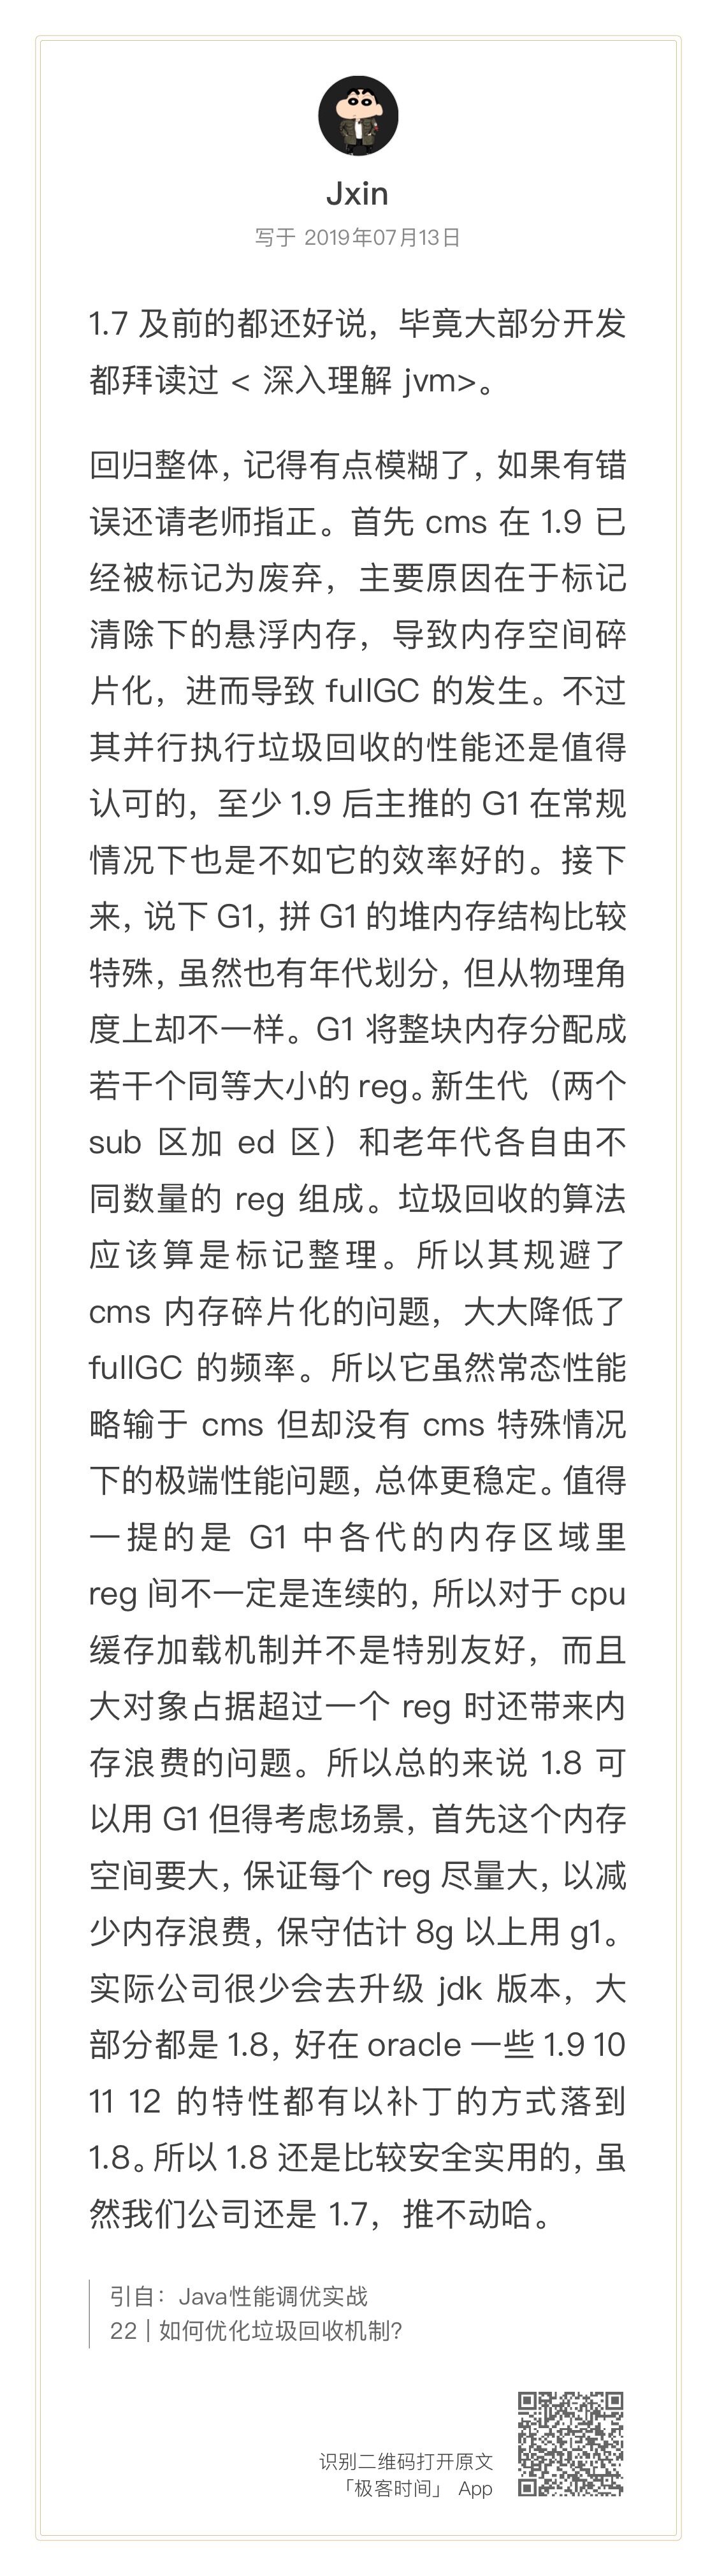 Jxin
写于 2019年07月13日
1.7 及前的都还好说，毕竟大部分开发
都拜读过 < 深入理解 jvm>。
回归整体，记得有点模糊了，如果有错
误还请老师指正。首先 cms 在 1.9 已
经被标记为废弃，主要原因在于标记
清除下的悬浮内存，导致内存空间碎
片化，进而导致 fullGC 的发生。不过
其并行执行垃圾回收的性能还是值得
认可的，至少 1.9 后主推的 G1 在常规
情况下也是不如它的效率好的。接下
来，说下 G1，拼 G1 的堆内存结构比较
特殊，虽然也有年代划分，但从物理角
度上却不一样。G1 将整块内存分配成
若干个同等大小的 reg。新生代（两个
sub 区加 ed 区）和老年代各自由不
同数量的 reg 组成。垃圾回收的算法
应该算是标记整理。所以其规避了
cms 内存碎片化的问题，大大降低了
fullGC 的频率。所以它虽然常态性能
略输于 cms 但却没有 cms 特殊情况
下的极端性能问题，总体更稳定。值得
一提的是 G1 中各代的内存区域里
reg 间不一定是连续的，所以对于 cpu
缓存加载机制并不是特别友好，而且
大对象占据超过一个 reg 时还带来内
存浪费的问题。所以总的来说 1.8 可
以用 G1 但得考虑场景，首先这个内存
空间要大，保证每个 reg 尽量大，以减
少内存浪费，保守估计 8g 以上用 g1。
实际公司很少会去升级 jdk 版本，大
部分都是 1.8，好在 oracle 一些 1.9 10
11 12 的特性都有以补丁的方式落到
1.8。所以 1.8 还是比较安全实用的，虽
然我们公司还是 1.7，推不动哈。
引自：Java性能调优实战
22 | 如何优化垃圾回收机制？
识别二维码打开原文
「极客时间」 App